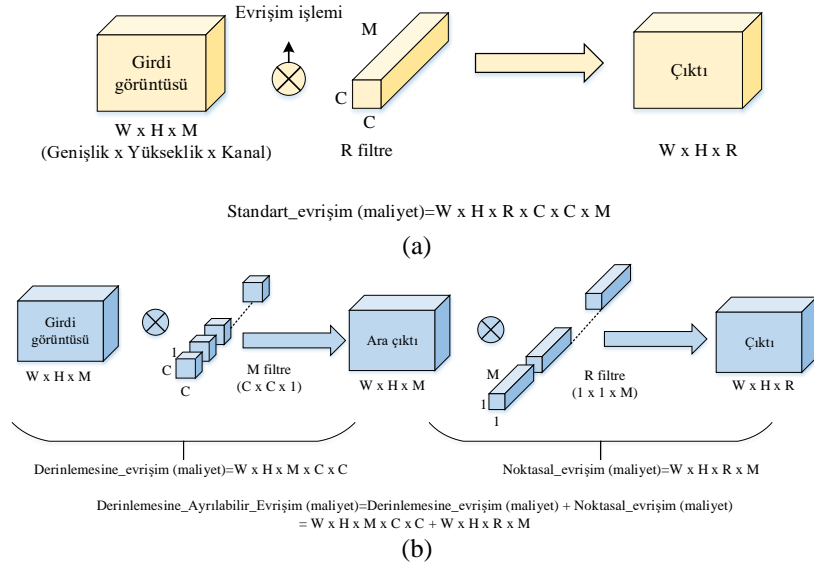 Evrişim işlemi
M
Girdi
görüntüsü
Çıktı
C
C
W x H x M
(Genişlik x Yükseklik x Kanal)
R filtre
W x H x R
Standart_evrişim (maliyet)=W x H x R x C x C x M
(a)
Girdi
görüntüsü
1
C
C
W x H x M
M filtre
(C x C x 1)
Ara çıktı
W x H x M
M
1
1
R filtre
(1 x 1 x M)
Çıktı
W x H x R
Derinlemesine_evrişim (maliyet)=W x H x M x C x C
Noktasal_evrişim (maliyet)=W x H x R x M
Derinlemesine_Ayrılabilir_Evrişim (maliyet)=Derinlemesine_evrişim (maliyet) + Noktasal_evrişim (maliyet)
= W x H x M x C x C + W x H x R x M
(b)